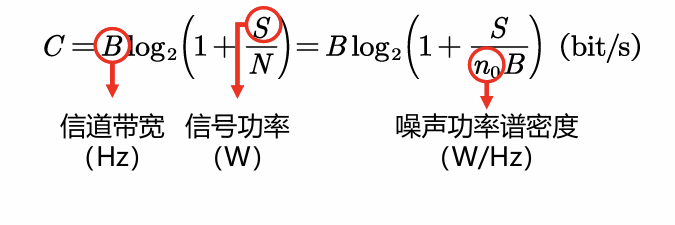 C = B log₂(1 + S/N) = B log₂(1 + S/(n₀B)) (bit/s)
信道带宽 信号功率 噪声功率谱密度
(Hz) (W) (W/Hz)